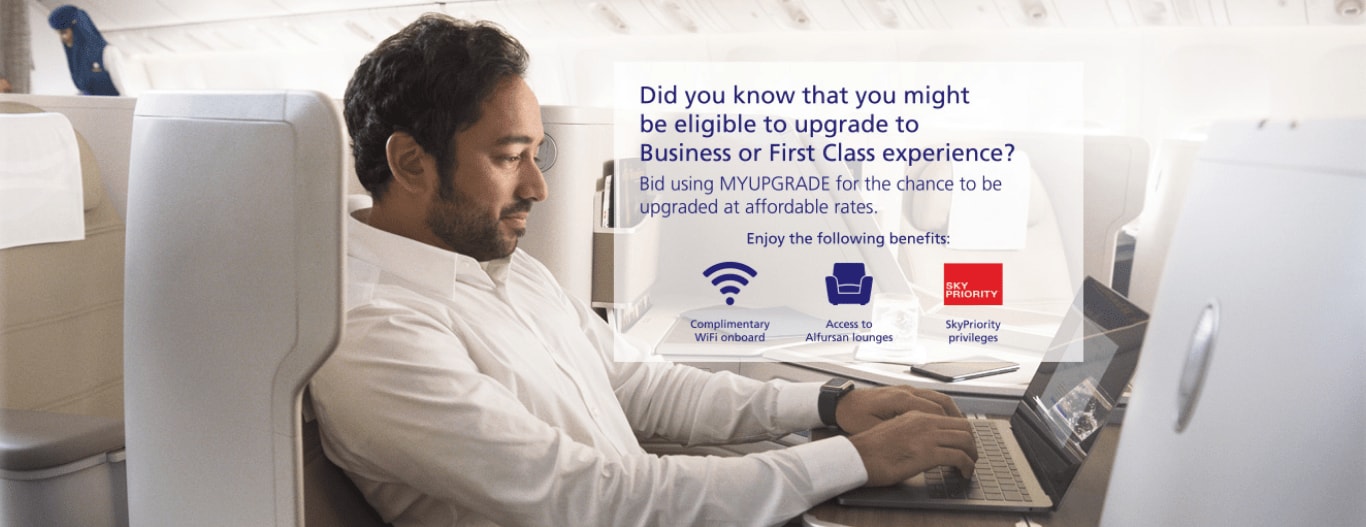 Did you know that you might
be eligible to upgrade to
Business or First Class experience?
Bid using MYUPGRADE for the chance to be
upgraded at affordable rates.
Enjoy the following benefits:
Complimentary
WiFi onboard
Access to
Alfursan lounges
SKY
PRIORITY
SkyPriority
privileges